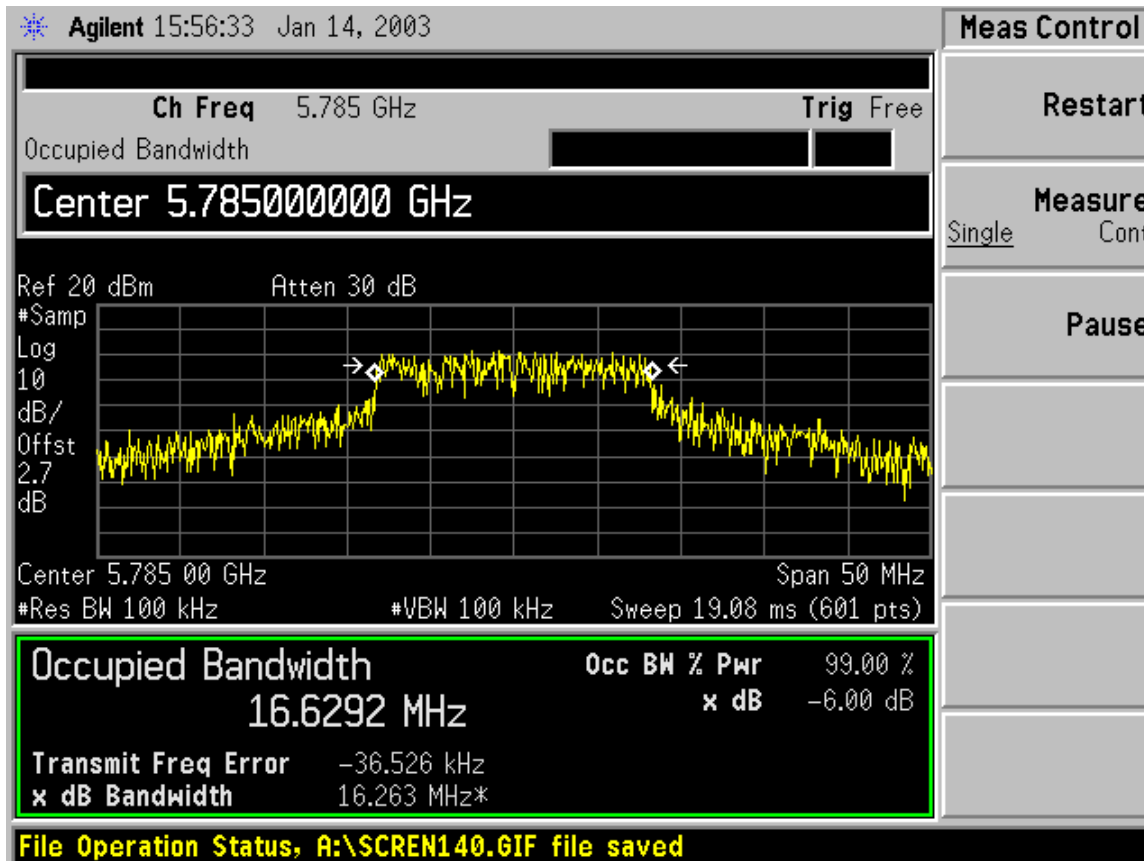 Agilent 15:56:33 Jan 14, 2003
Meas Control
Ch Freq 5.785 GHz Trig Free
Occupied Bandwidth
Center 5.785000000 GHz
Restart
Measure
Single Cont
Pause
Ref 20 dBm Atten 30 dB
#Samp
Log
10
dB/
Offst
2.7
dB
Center 5.785 00 GHz Span 50 MHz
#Res BW 100 kHz #VBW 100 kHz Sweep 19.08 ms (601 pts)
Occupied Bandwidth
16.6292 MHz
Occ BW % Pwr 99.00 %
x dB -6.00 dB
Transmit Freq Error -36.526 kHz
x dB Bandwidth 16.263 MHz*
File Operation Status, A:\SCREN140.GIF file saved